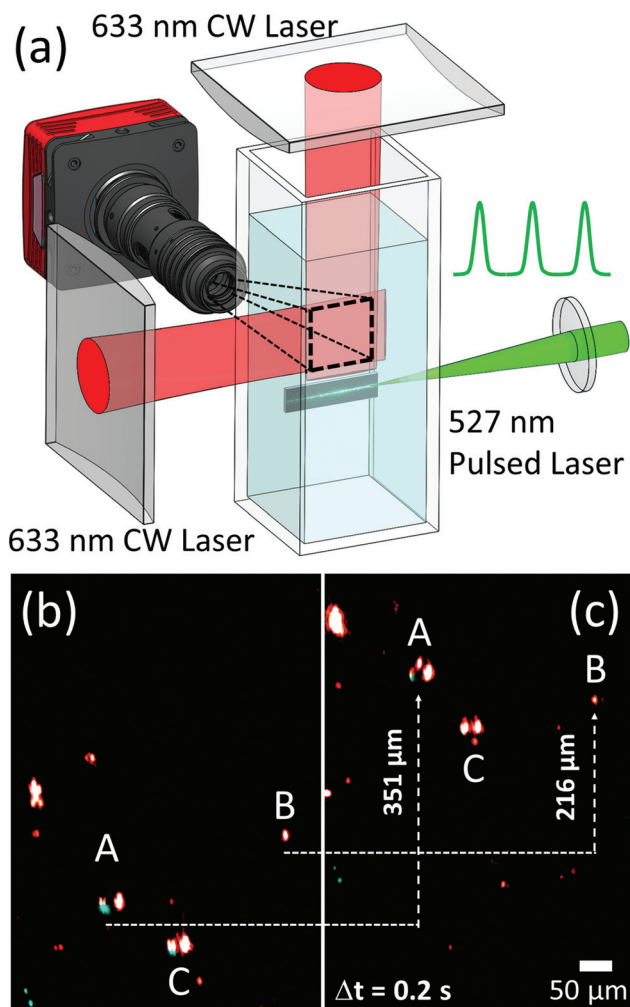 633 nm CW Laser
(a)
527 nm
Pulsed Laser
633 nm CW Laser
(b)
(c)
A
B
351 µm
216 µm
C
B
A
C
Δt = 0.2 s
50 µm